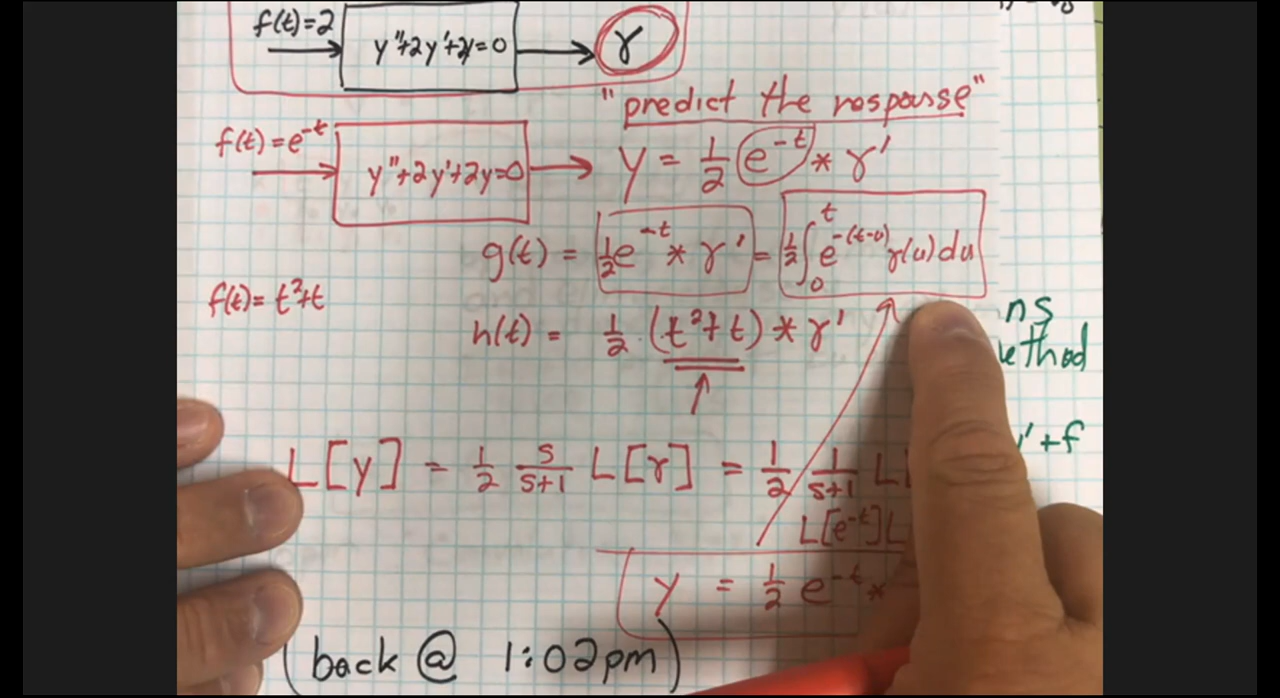 f(t)=2
y"+2y'+2y=0
γ
"predict the response"
f(t)=e^-t
y"+2y'+2y=0
y = 1/2 e^-t * γ'
g(t) = 1/2 e^-t * γ' = 1/2 ∫_0^t e^-(t-u) γ(u) du
f(t)= t²+t
h(t) = 1/2 (t²+t) * γ'
ns
ethod
L[y] = 1/2 s/(s+1) L[γ] = 1/2 1/(s+1) L
' + f
L[e^-t] L
y = 1/2 e^-t *
(back @ 1:02pm)